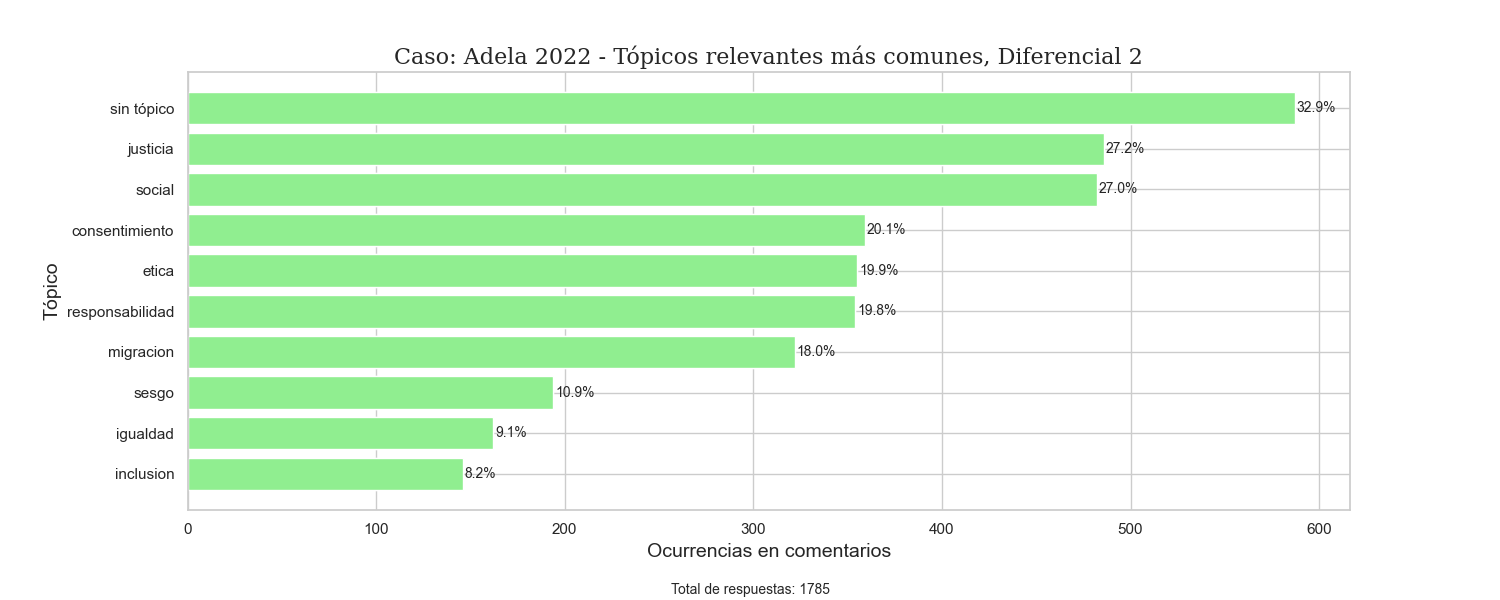 Caso: Adela 2022 - Tópicos relevantes más comunes, Diferencial 2
Tópico
sin tópico 32.9%
justicia 27.2%
social 27.0%
consentimiento 20.1%
etica 19.9%
responsabilidad 19.8%
migracion 18.0%
sesgo 10.9%
igualdad 9.1%
inclusion 8.2%
0 100 200 300 400 500 600
Ocurrencias en comentarios
Total de respuestas: 1785